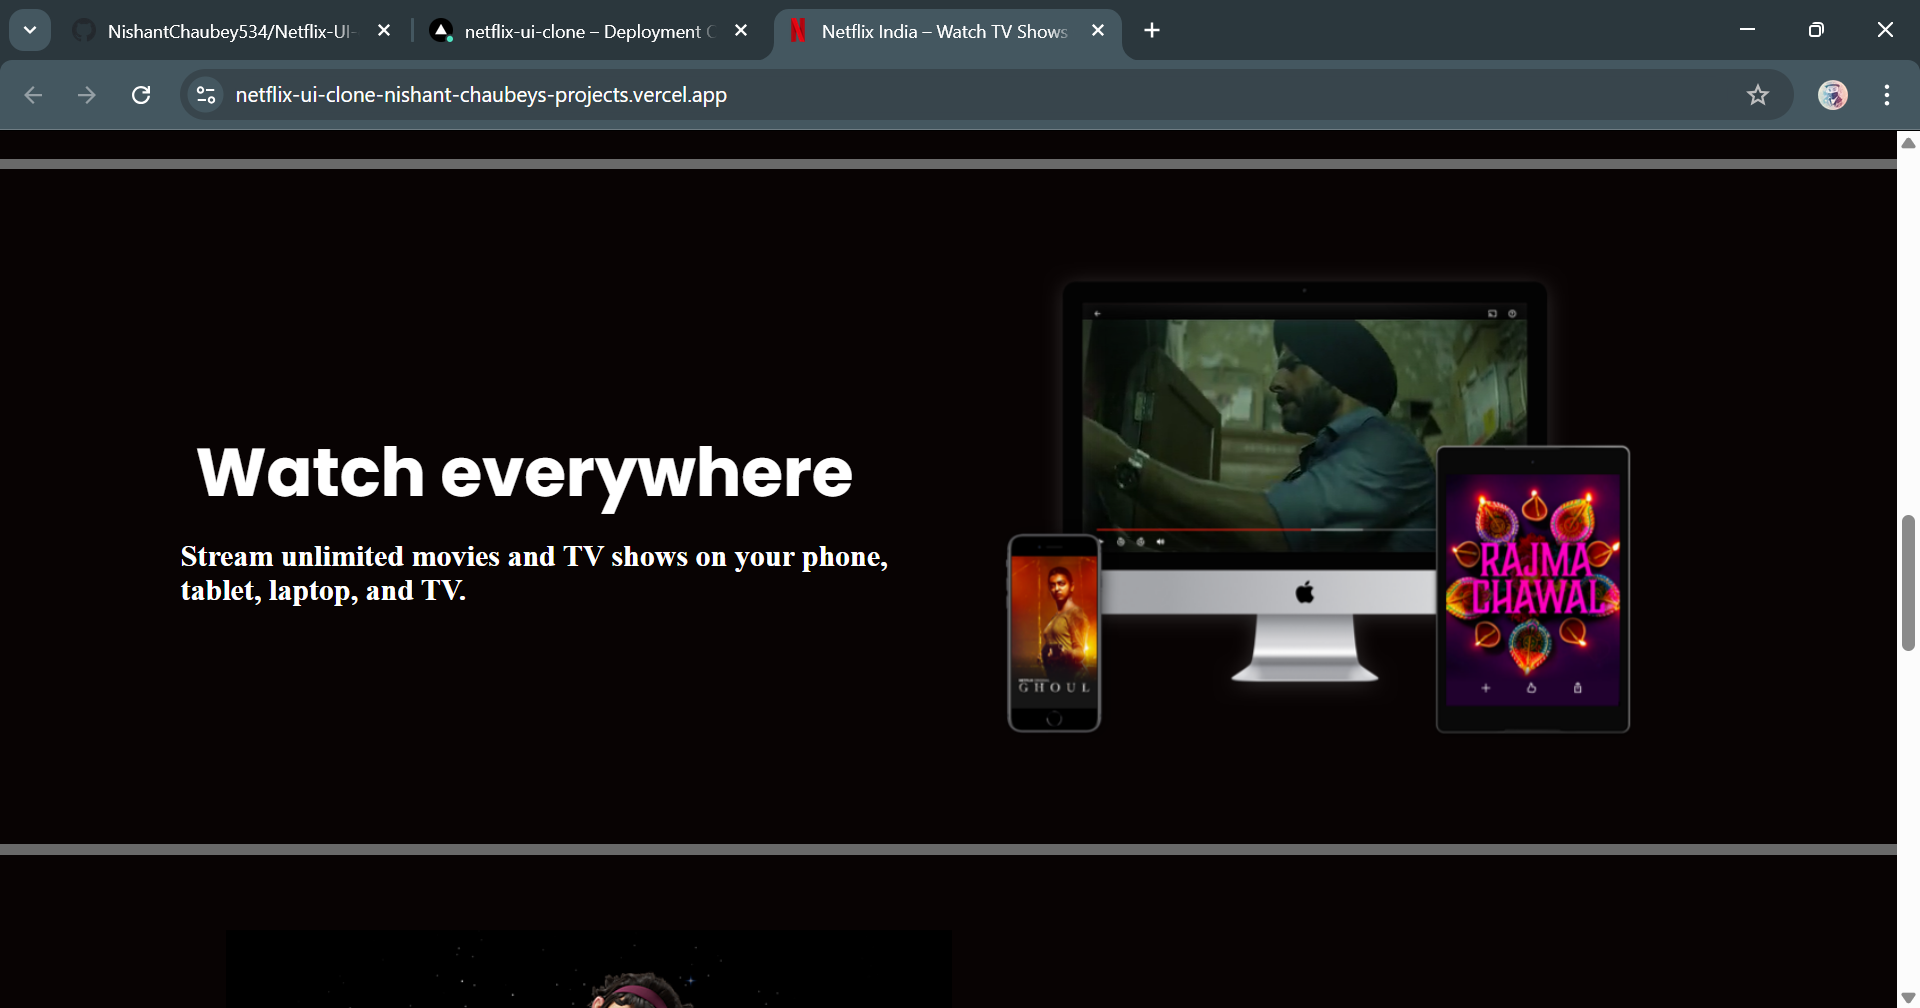 NishantChaubey534/Netflix-UI-
netflix-ui-clone – Deployment
Netflix India – Watch TV Shows
netflix-ui-clone-nishant-chaubeys-projects.vercel.app
Watch everywhere
Stream unlimited movies and TV shows on your phone,
tablet, laptop, and TV.
RAJMA
CHAWAL
GHOUL